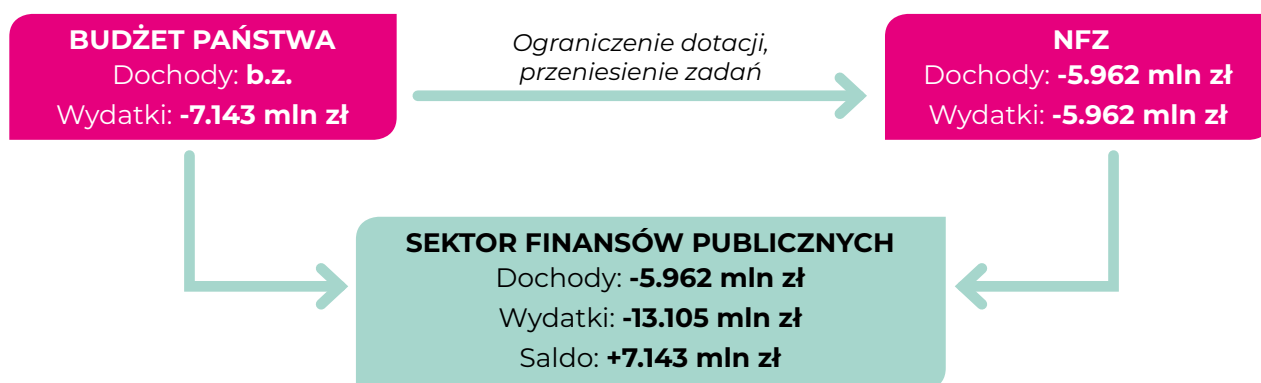 BUDŻET PAŃSTWA
Dochody: b.z.
Wydatki: -7.143 mln zł
Ograniczenie dotacji,
przeniesienie zadań
NFZ
Dochody: -5.962 mln zł
Wydatki: -5.962 mln zł
SEKTOR FINANSÓW PUBLICZNYCH
Dochody: -5.962 mln zł
Wydatki: -13.105 mln zł
Saldo: +7.143 mln zł